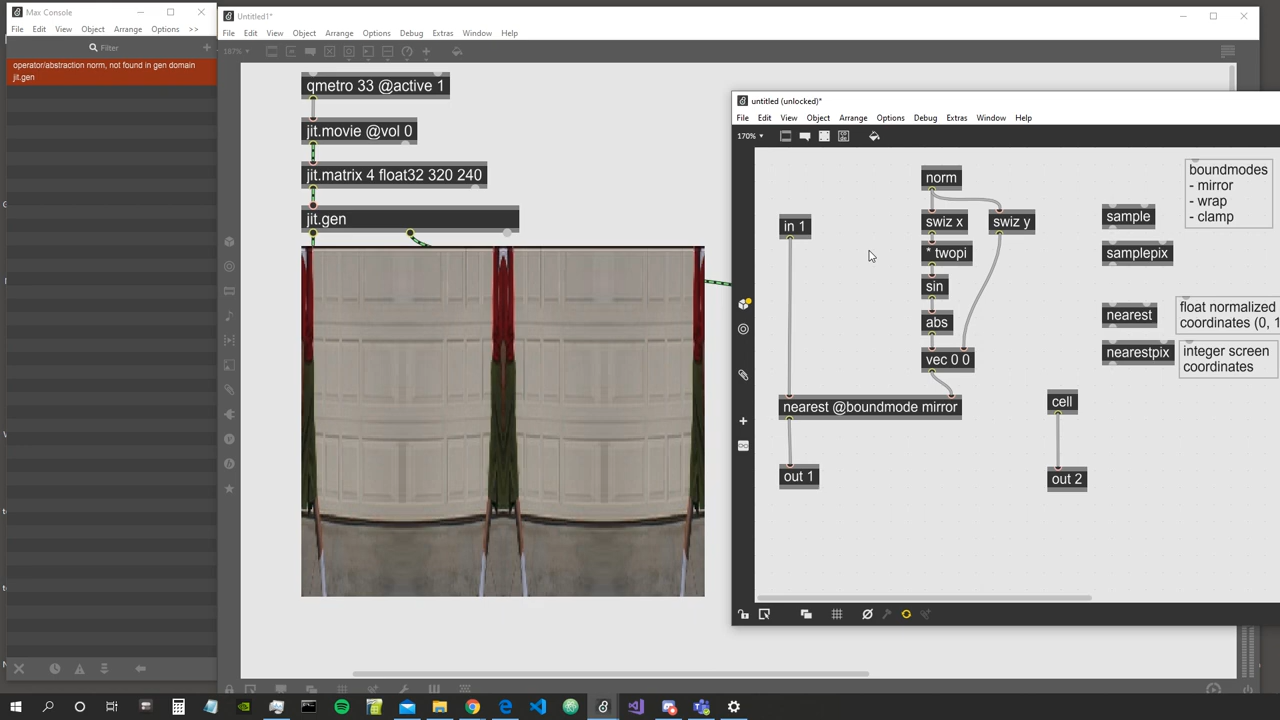 Max Console
File Edit View Object Arrange Options >>
Filter
operator/abstraction norm, not found in gen domain
jit.gen
Untitled1*
File Edit View Object Arrange Options Debug Extras Window Help
187%
qmetro 33 @active 1
jit.movie @vol 0
jit.matrix 4 float32 320 240
jit.gen
untitled (unlocked)*
File Edit View Object Arrange Options Debug Extras Window Help
170%
norm
in 1
swiz x
swiz y
* twopi
sin
abs
vec 0 0
nearest @boundmode mirror
out 1
cell
out 2
sample
samplepix
nearest
nearestpix
boundmodes
- mirror
- wrap
- clamp
float normalized
coordinates (0, 1
integer screen
coordinates